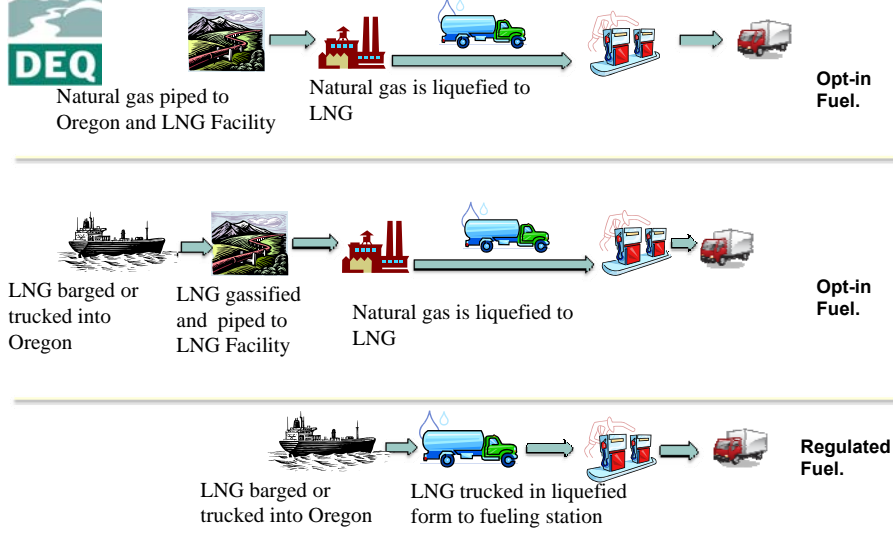 DEQ
Natural gas piped to
Oregon and LNG Facility
Natural gas is liquefied to
LNG
Opt-in
Fuel.
LNG barged or
trucked into
Oregon
LNG gassified
and piped to
LNG Facility
Natural gas is liquefied to
LNG
Opt-in
Fuel.
LNG barged or
trucked into Oregon
LNG trucked in liquefied
form to fueling station
Regulated
Fuel.